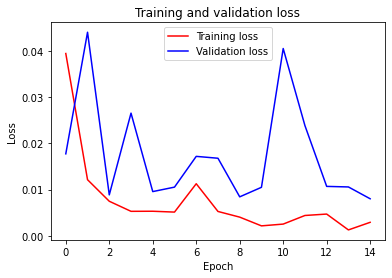 Training and validation loss
Training loss
Validation loss
Loss
0.04
0.03
0.02
0.01
0.00
0 2 4 6 8 10 12 14
Epoch